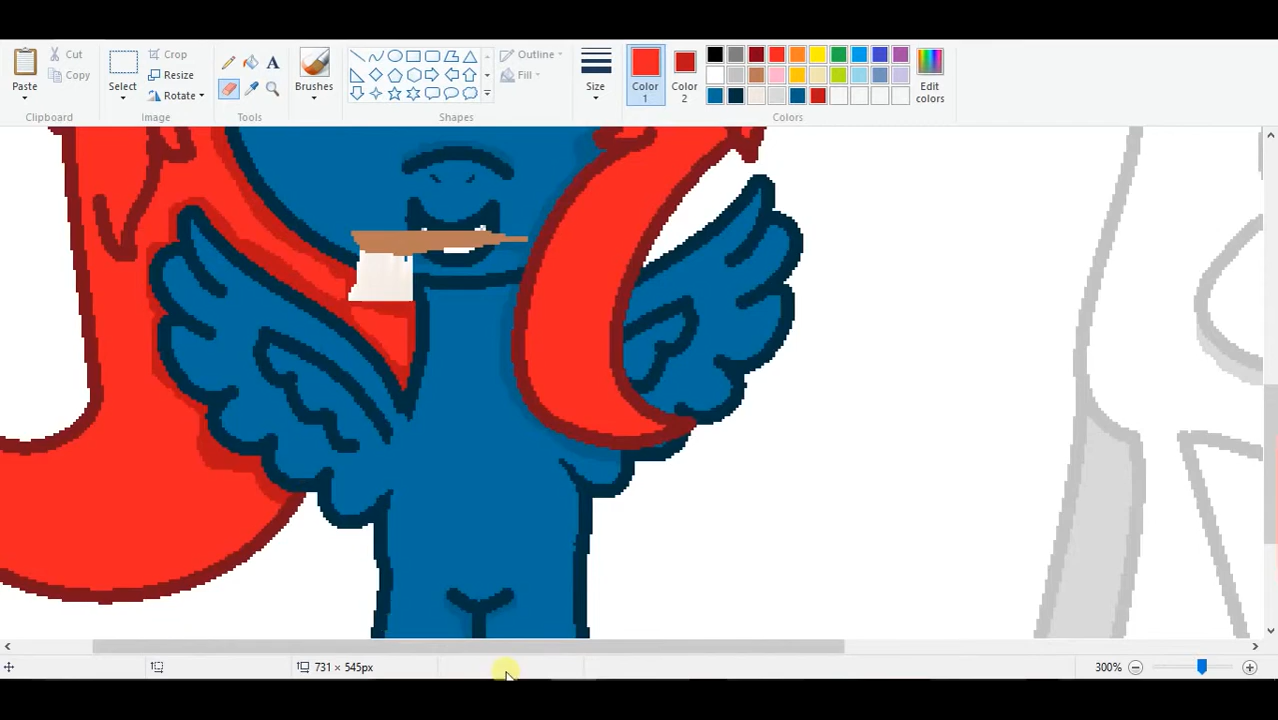 Paste
Cut
Copy
Clipboard
Select
Crop
Resize
Rotate
Image
A
Tools
Brushes
Outline
Fill
Shapes
Size
Color
1
Color
2
Edit
colors
Colors
731 × 545px
300%